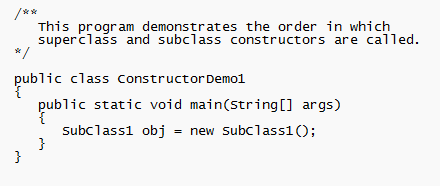 /**
   This program demonstrates the order in which
   superclass and subclass constructors are called.
*/

public class ConstructorDemo1
{
   public static void main(String[] args)
   {
      SubClass1 obj = new SubClass1();
   }
}